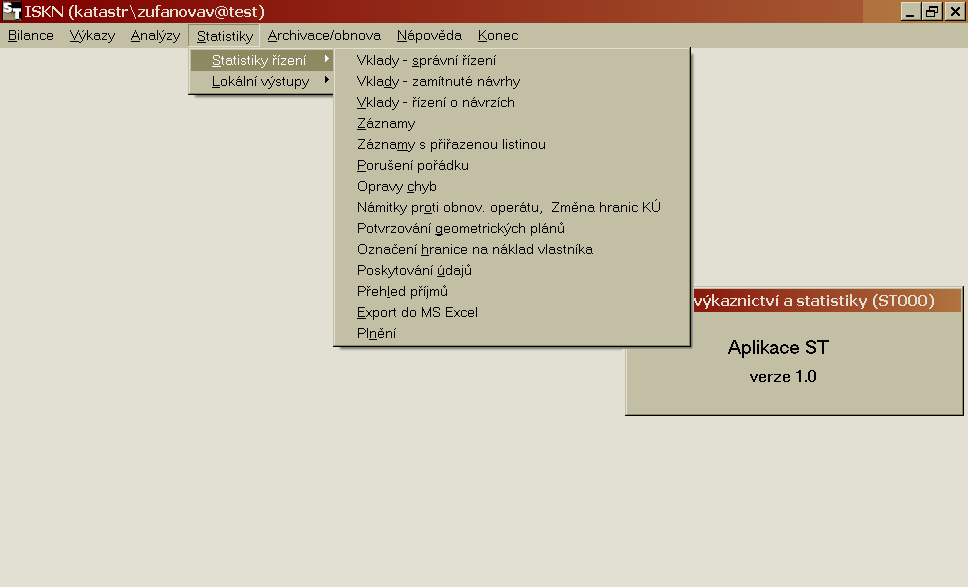 ST ISKN (katastr\zufanovav@test)
Bilance Výkazy Analýzy Statistiky Archivace/obnova Nápověda Konec
Statistiky řízení
Lokální výstupy
Vklady - správní řízení
Vklady - zamítnuté návrhy
Vklady - řízení o návrzích
Záznamy
Záznamy s přiřazenou listinou
Porušení pořádku
Opravy chyb
Námitky proti obnov. operátu, Změna hranic KÚ
Potvrzování geometrických plánů
Označení hranice na náklad vlastníka
Poskytování údajů
Přehled příjmů
Export do MS Excel
Plnění
výkaznictví a statistiky (ST000)
Aplikace ST
verze 1.0